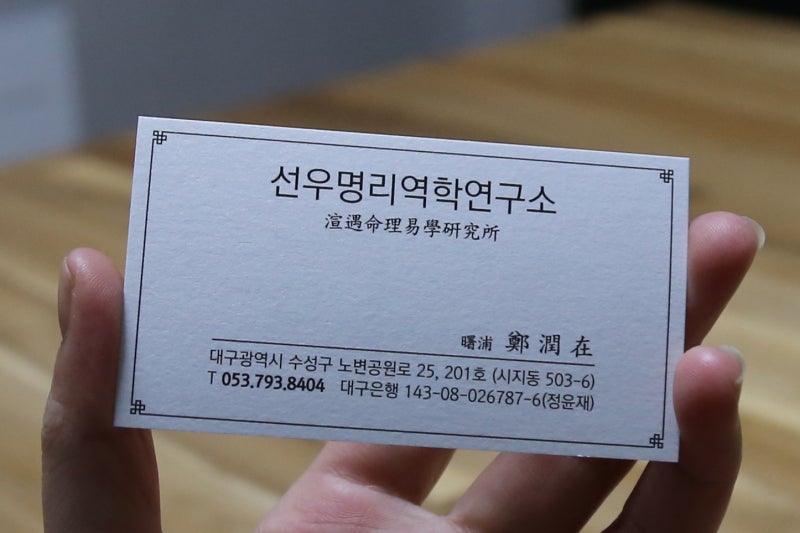 선우명리역학연구소
渲遇命理易學硏究所
曙浦 鄭潤在
대구광역시 수성구 노변공원로 25, 201호 (시지동 503-6)
T 053.793.8404 대구은행 143-08-026787-6(정윤재)